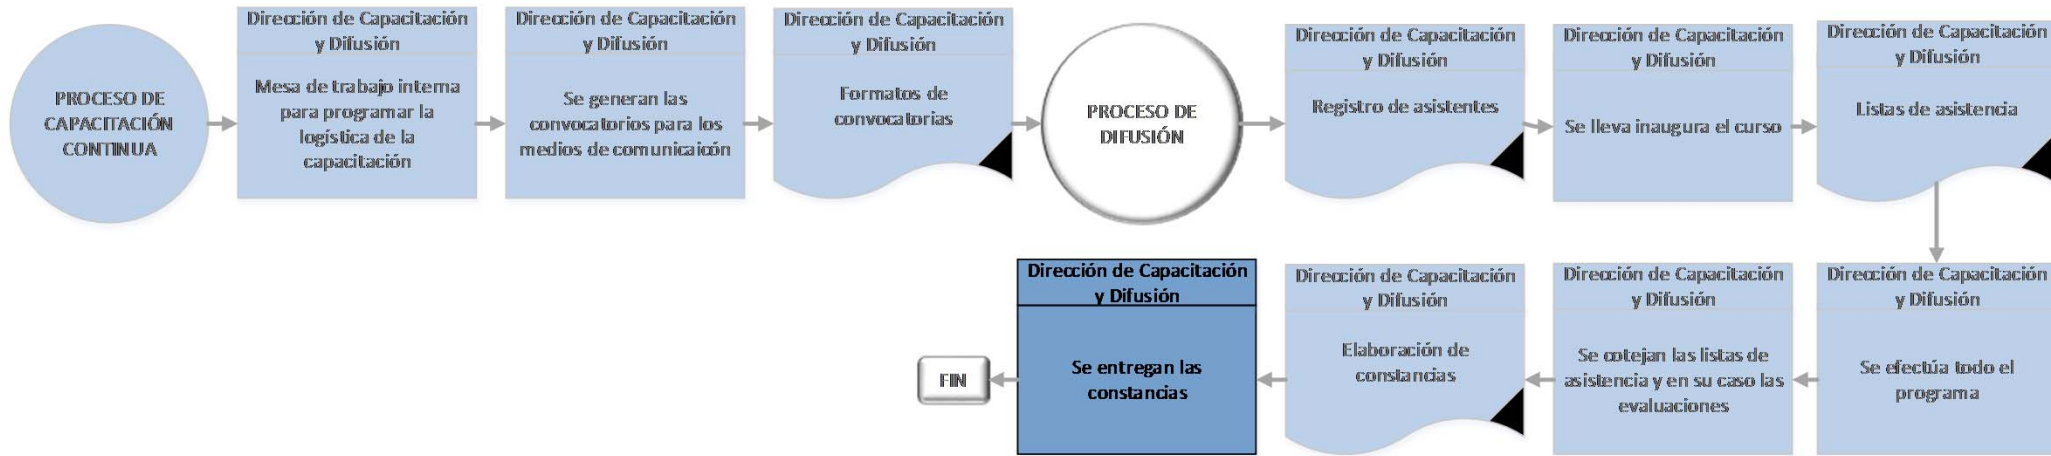 PROCESO DE
CAPACITACIÓN
CONTINUA
Dirección de Capacitación
y Difusión
Mesa de trabajo interna
para programar la
logística de la
capacitación
Dirección de Capacitación
y Difusión
Se generan las
convocatorios para los
medios de comunicaicón
Dirección de Capacitación
y Difusión
Formatos de
convocatorias
PROCESO DE
DIFUSIÓN
Dirección de Capacitación
y Difusión
Registro de asistentes
Dirección de Capacitación
y Difusión
Se lleva inaugura el curso
Dirección de Capacitación
y Difusión
Listas de asistencia
Dirección de Capacitación
y Difusión
Se efectúa todo el
programa
Dirección de Capacitación
y Difusión
Se cotejan las listas de
asistencia y en su caso las
evaluaciones
Dirección de Capacitación
y Difusión
Elaboración de
constancias
Dirección de Capacitación
y Difusión
Se entregan las
constancias
FIN